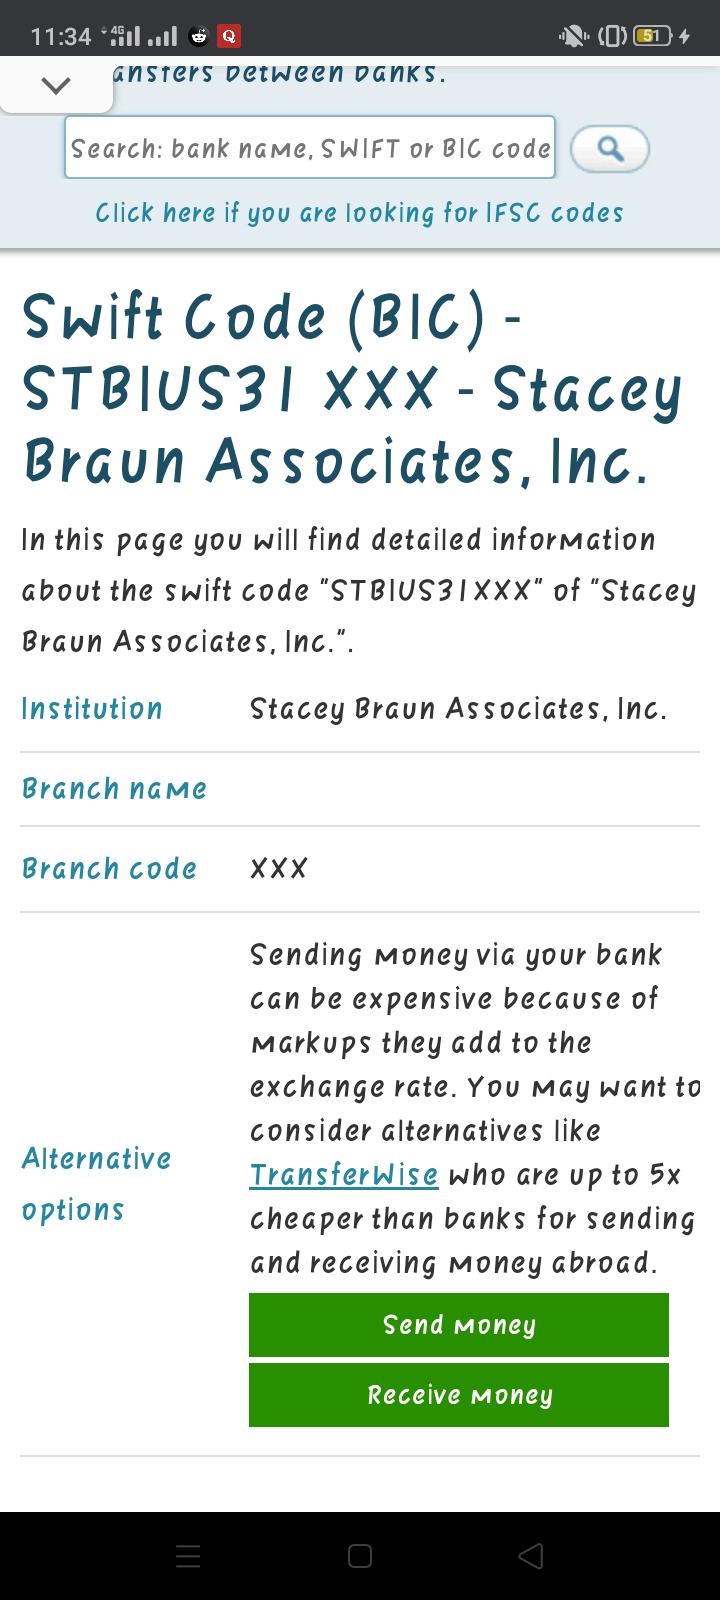 11:34 4G 51
ansfers between banks.
Search: bank name, SWIFT or BIC code
Click here if you are looking for IFSC codes
Swift Code (BIC) -
STBIUS31 XXX - Stacey
Braun Associates, Inc.
In this page you will find detailed information
about the swift code "STBIUS31XXX" of "Stacey
Braun Associates, Inc.".
Institution Stacey Braun Associates, Inc.
Branch name
Branch code XXX
Alternative
options
Sending money via your bank
can be expensive because of
markups they add to the
exchange rate. You may want to
consider alternatives like
TransferWise who are up to 5x
cheaper than banks for sending
and receiving money abroad.
Send money
Receive money